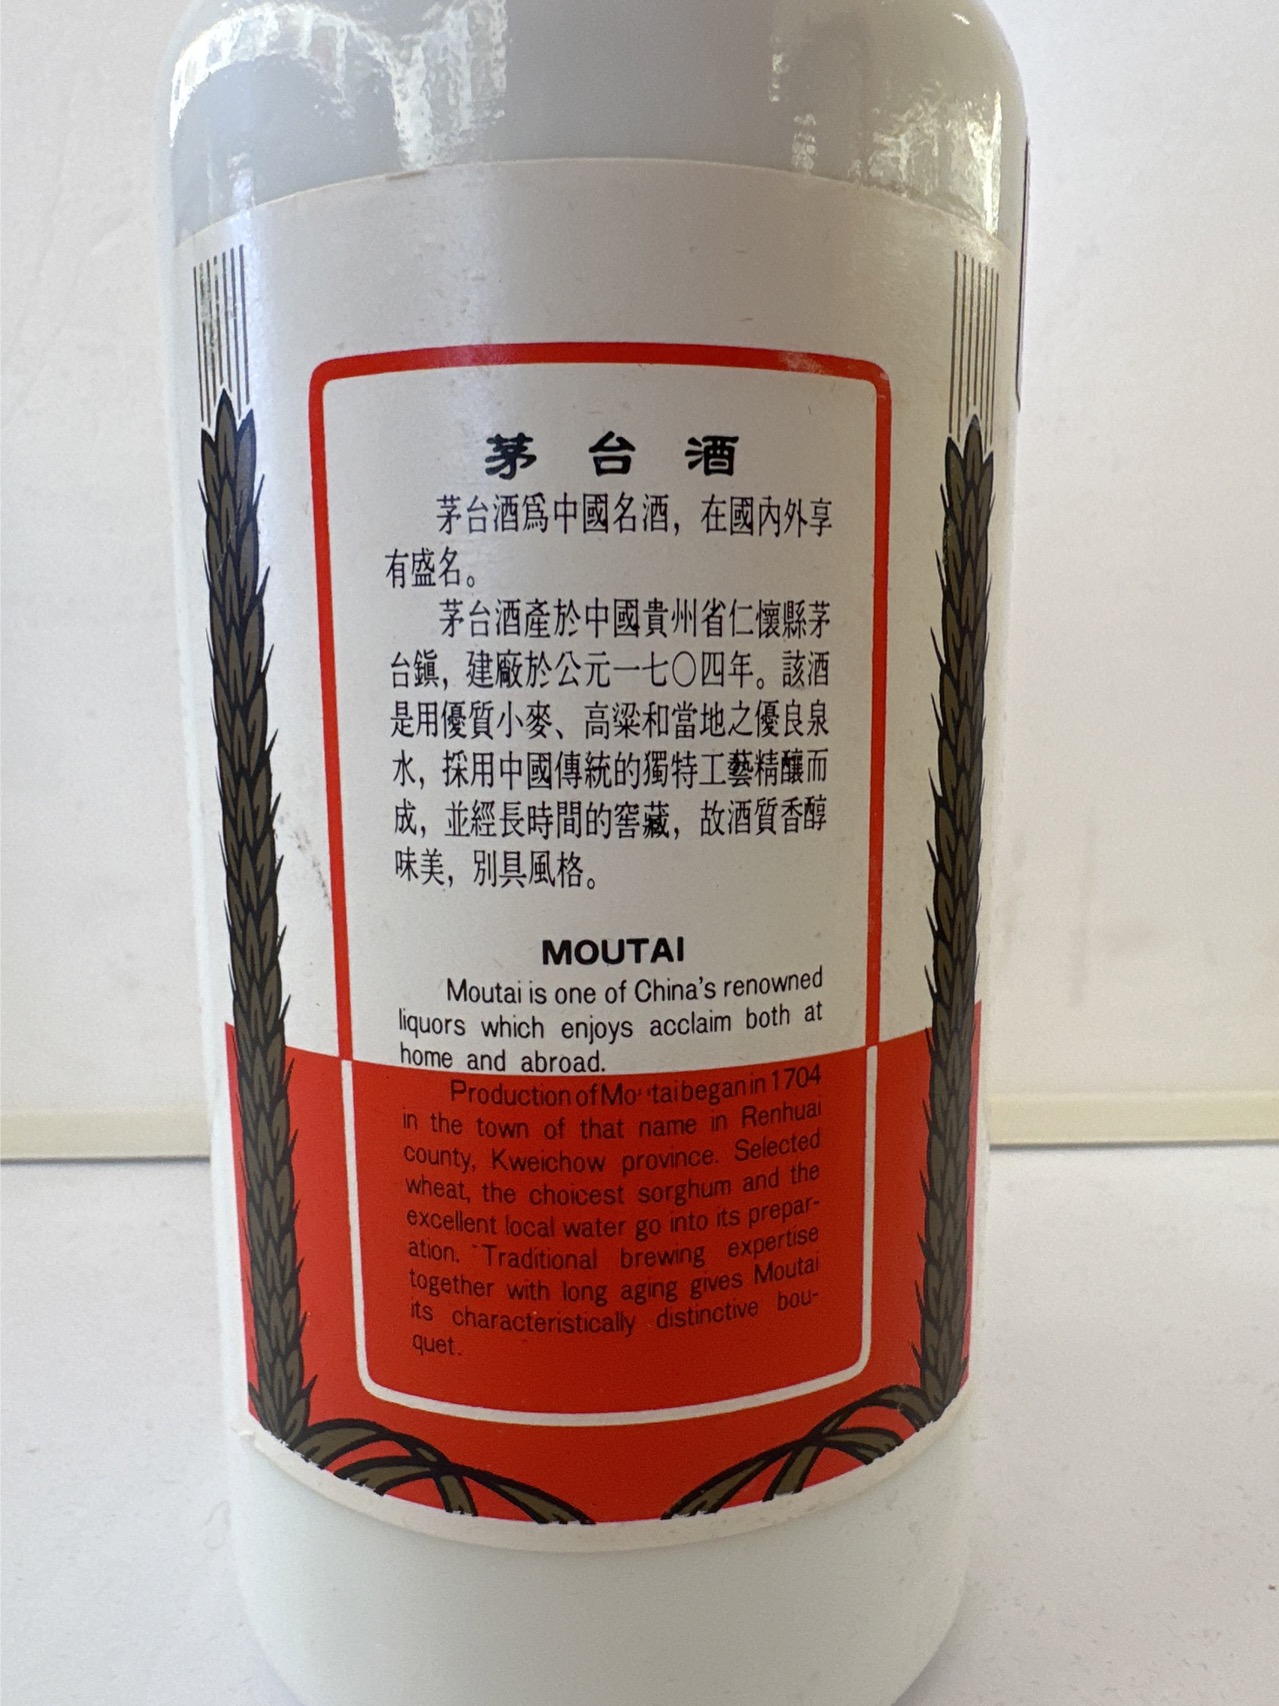 茅台酒
茅台酒爲中國名酒，在國內外享
有盛名。
茅台酒產於中國貴州省仁懷縣茅
台鎭，建廠於公元一七〇四年。該酒
是用優質小麥、高粱和當地之優良泉
水，採用中國傳統的獨特工藝精釀而
成，並經長時間的窖藏，故酒質香醇
味美，別具風格。
MOUTAI
Moutai is one of China's renowned
liquors which enjoys acclaim both at
home and abroad.
Production of Moutai began in 1704
in the town of that name in Renhuai
county, Kweichow province. Selected
wheat, the choicest sorghum and the
excellent local water go into its prepar-
ation. Traditional brewing expertise
together with long aging gives Moutai
its characteristically distinctive bou-
quet.